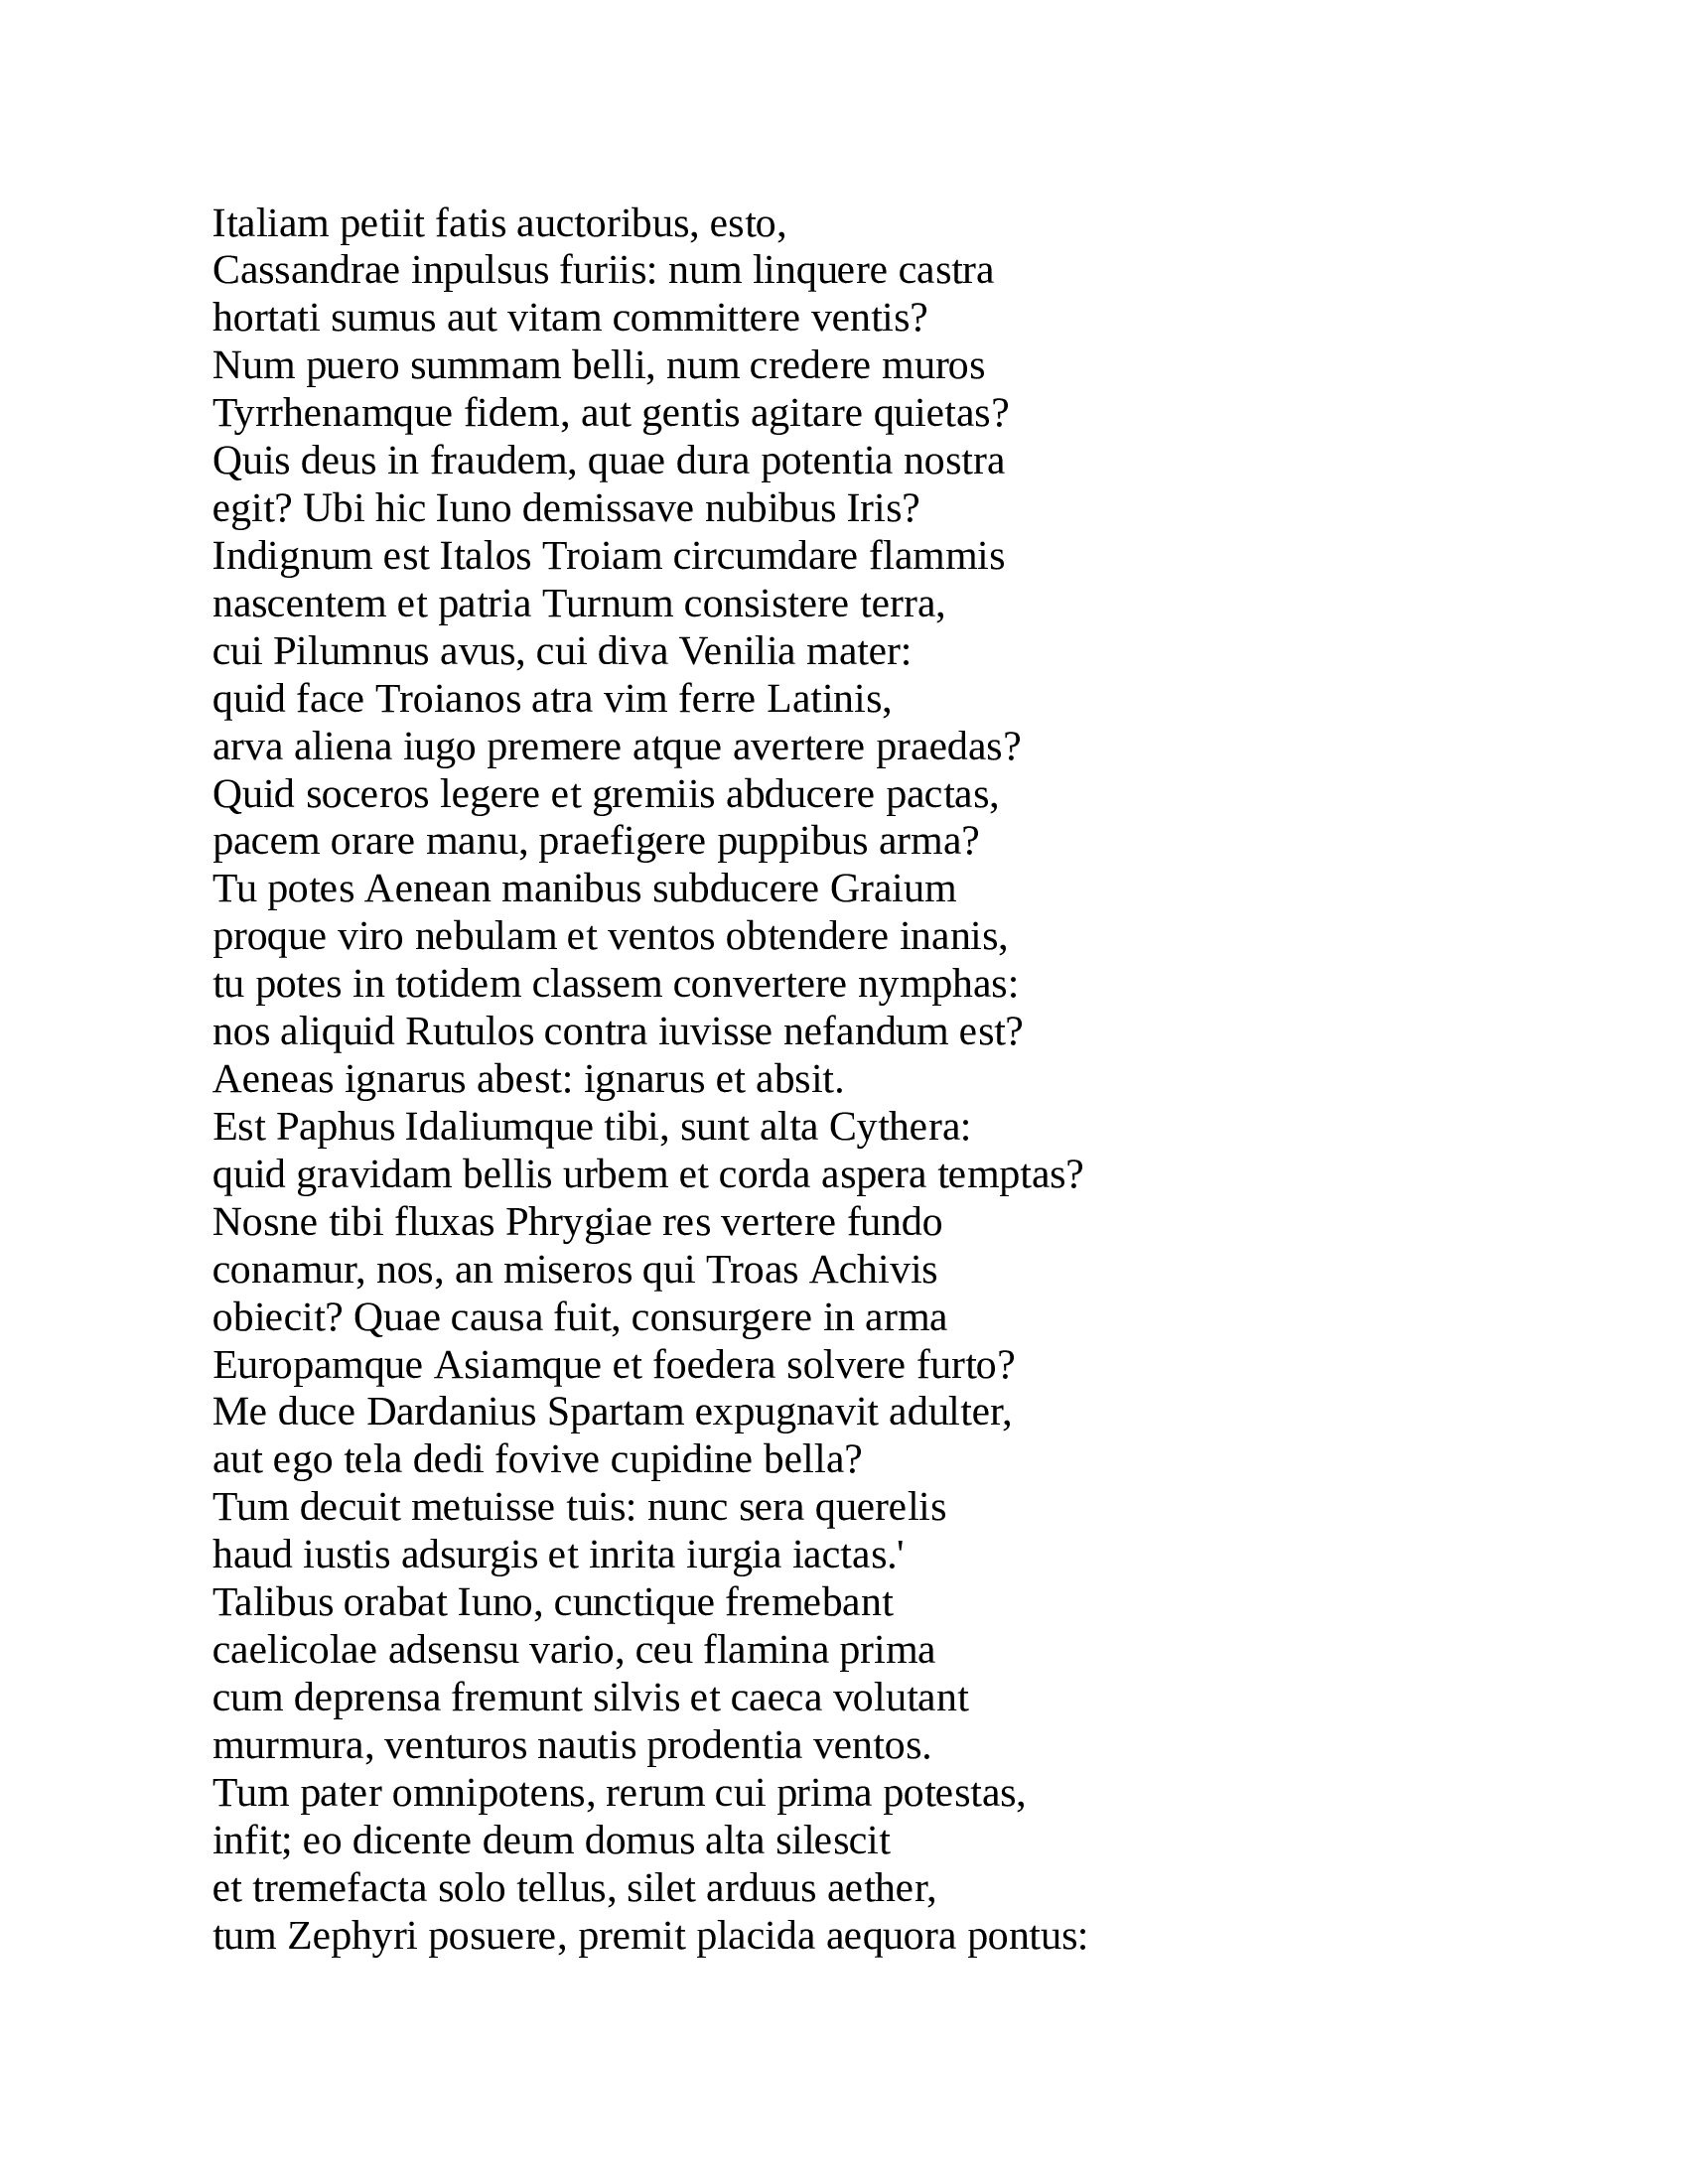 Italiam petiit fatis auctoribus, esto,
Cassandrae inpulsus furiis: num linquere castra
hortati sumus aut vitam committere ventis?
Num puero summam belli, num credere muros
Tyrrhenamque fidem, aut gentis agitare quietas?
Quis deus in fraudem, quae dura potentia nostra
egit? Ubi hic Iuno demissave nubibus Iris?
Indignum est Italos Troiam circumdare flammis
nascentem et patria Turnum consistere terra,
cui Pilumnus avus, cui diva Venilia mater:
quid face Troianos atra vim ferre Latinis,
arva aliena iugo premere atque avertere praedas?
Quid soceros legere et gremiis abducere pactas,
pacem orare manu, praefigere puppibus arma?
Tu potes Aenean manibus subducere Graium
proque viro nebulam et ventos obtendere inanis,
tu potes in totidem classem convertere nymphas:
nos aliquid Rutulos contra iuvisse nefandum est?
Aeneas ignarus abest: ignarus et absit.
Est Paphus Idaliumque tibi, sunt alta Cythera:
quid gravidam bellis urbem et corda aspera temptas?
Nosne tibi fluxas Phrygiae res vertere fundo
conamur, nos, an miseros qui Troas Achivis
obiecit? Quae causa fuit, consurgere in arma
Europamque Asiamque et foedera solvere furto?
Me duce Dardanius Spartam expugnavit adulter,
aut ego tela dedi fovive cupidine bella?
Tum decuit metuisse tuis: nunc sera querelis
haud iustis adsurgis et inrita iurgia iactas.'
Talibus orabat Iuno, cunctique fremebant
caelicolae adsensu vario, ceu flamina prima
cum deprensa fremunt silvis et caeca volutant
murmura, venturos nautis prodentia ventos.
Tum pater omnipotens, rerum cui prima potestas,
infit; eo dicente deum domus alta silescit
et tremefacta solo tellus, silet arduus aether,
tum Zephyri posuere, premit placida aequora pontus: